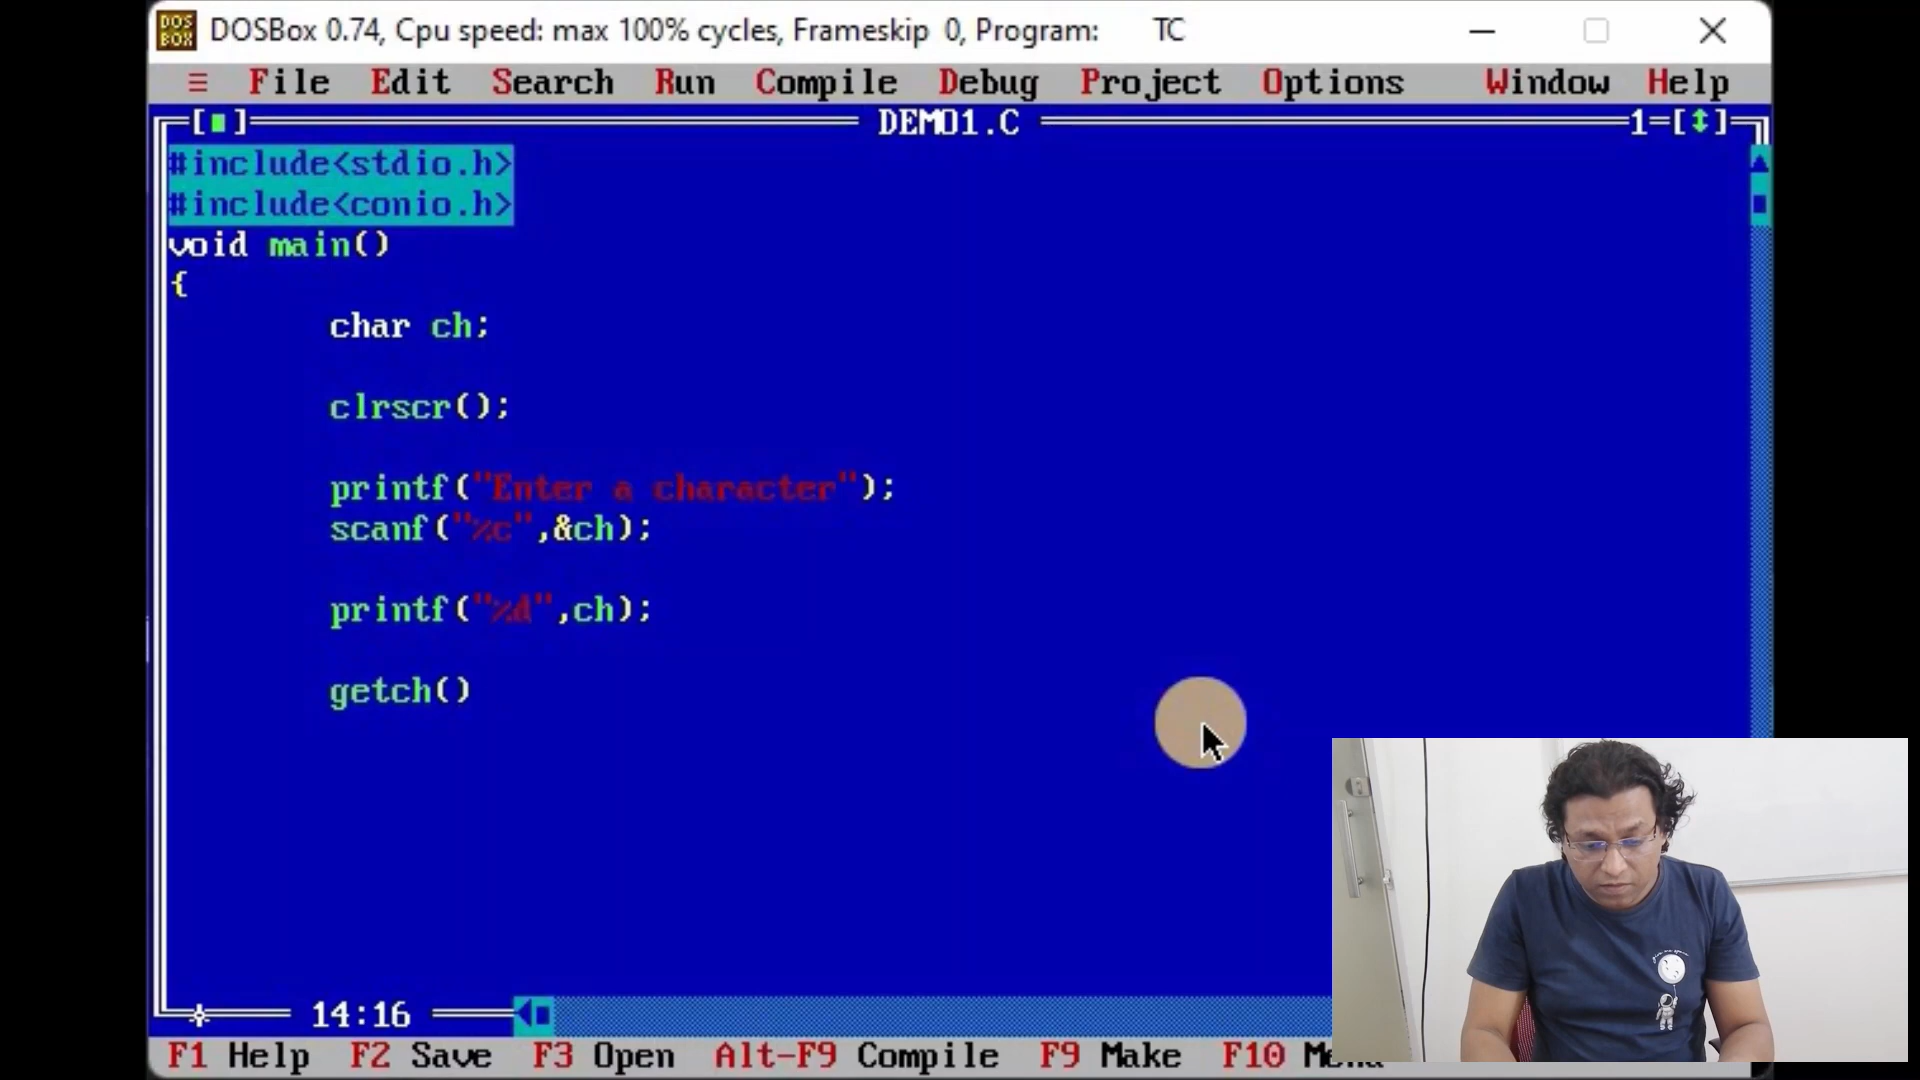 DOS
BOX
DOSBox 0.74, Cpu speed: max 100% cycles, Frameskip 0, Program: TC
≡ File Edit Search Run Compile Debug Project Options Window Help
[■] DEMO1.C 1=[↕]
#include<stdio.h>
#include<conio.h>
void main()
{
char ch;
clrscr();
printf("Enter a character");
scanf("%c",&ch);
printf("%d",ch);
getch()
14:16
F1 Help F2 Save F3 Open Alt-F9 Compile F9 Make F10